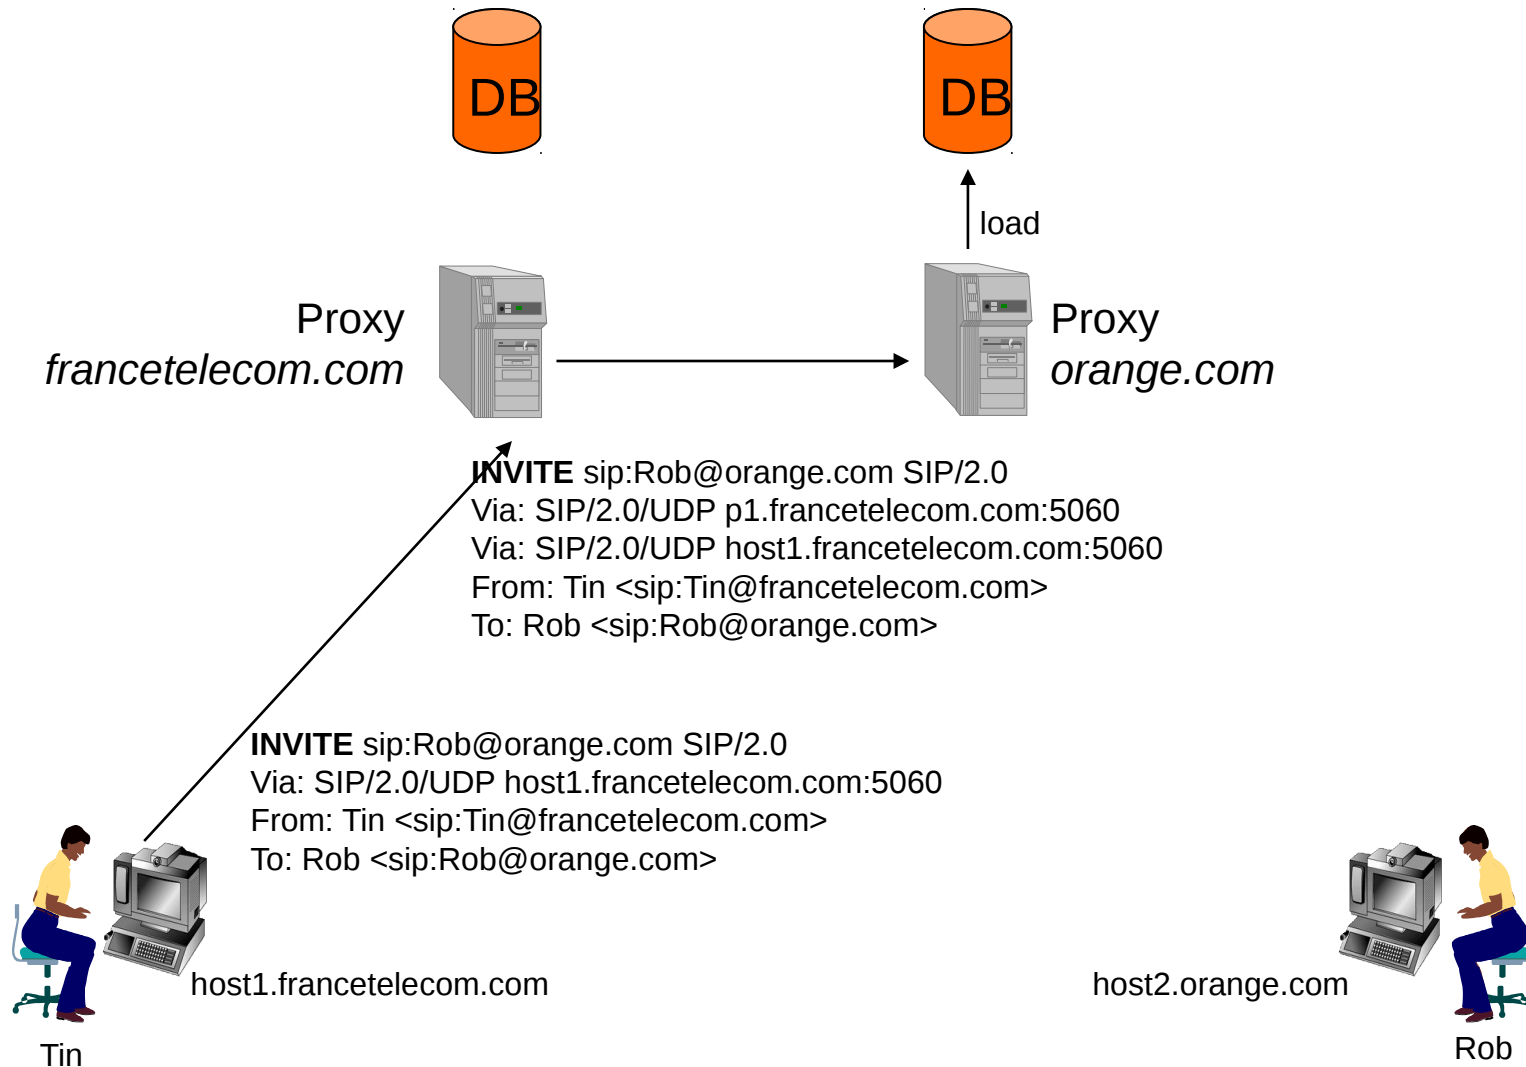 DB
DB
load
Proxy
francetelecom.com
Proxy
orange.com
INVITE sip:Rob@orange.com SIP/2.0
Via: SIP/2.0/UDP p1.francetelecom.com:5060
Via: SIP/2.0/UDP host1.francetelecom.com:5060
From: Tin <sip:Tin@francetelecom.com>
To: Rob <sip:Rob@orange.com>
INVITE sip:Rob@orange.com SIP/2.0
Via: SIP/2.0/UDP host1.francetelecom.com:5060
From: Tin <sip:Tin@francetelecom.com>
To: Rob <sip:Rob@orange.com>
host1.francetelecom.com
host2.orange.com
Tin
Rob